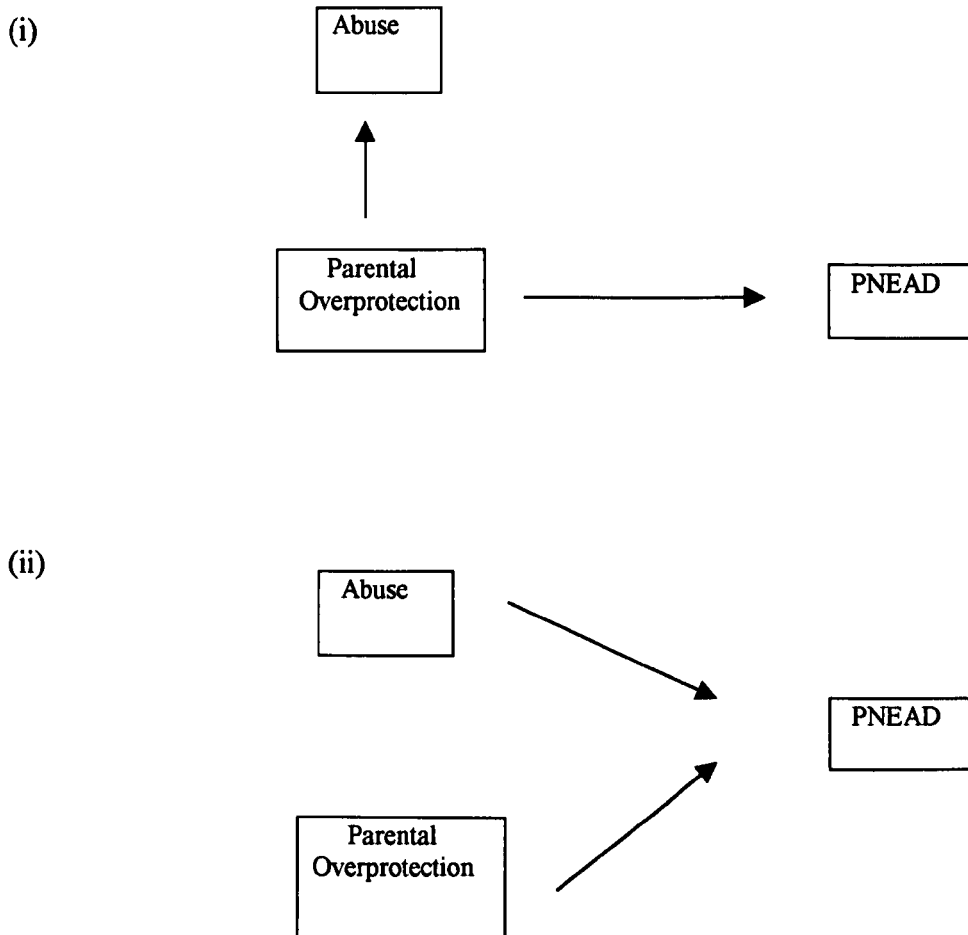 (i)
Abuse
Parental
Overprotection
PNEAD
(ii)
Abuse
PNEAD
Parental
Overprotection